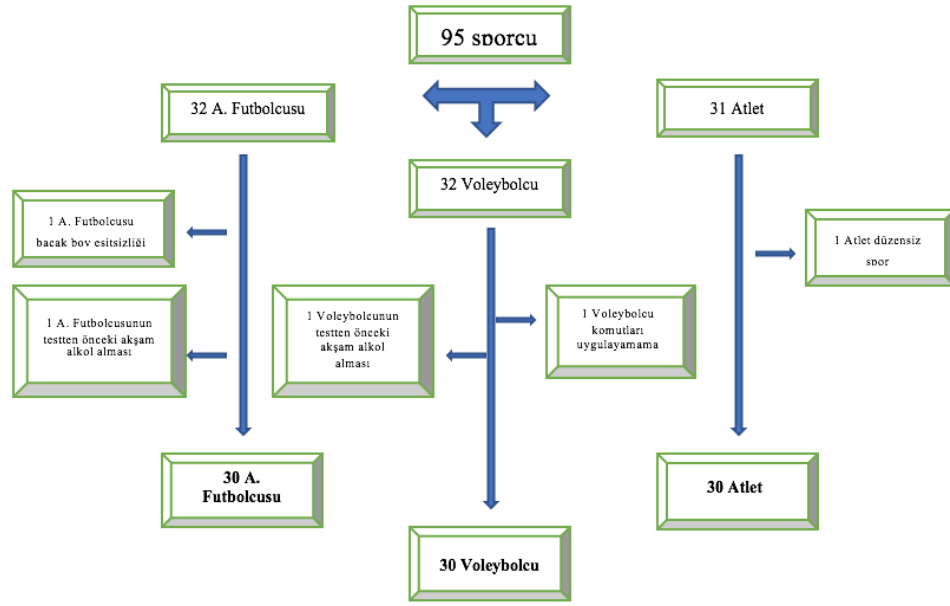 95 sporcu
32 A. Futbolcusu
31 Atlet
32 Voleybolcu
1 A. Futbolcusu
bacak boy esitsizliği
1 Atlet düzensiz
spor
1 A. Futbolcusunun
testten önceki akşam
alkol alması
1 Voleybolcunun
testten önceki
akşam alkol
alması
1 Voleybolcu
komutları
uygulayamama
30 A.
Futbolcusu
30 Atlet
30 Voleybolcu